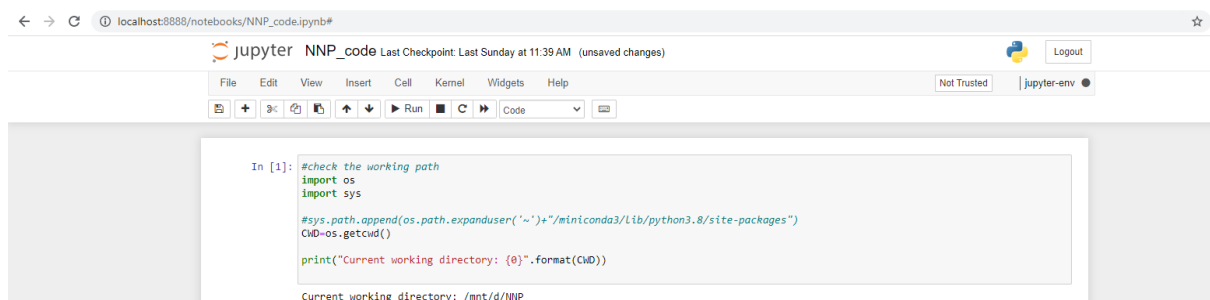 localhost:8888/notebooks/NNP_code.ipynb#
jupyter NNP_code Last Checkpoint: Last Sunday at 11:39 AM (unsaved changes)
Logout
File Edit View Insert Cell Kernel Widgets Help
Not Trusted
jupyter-env
Run
Code
In [1]: #check the working path
import os
import sys
#sys.path.append(os.path.expanduser('~')+"/miniconda3/lib/python3.8/site-packages")
CWD=os.getcwd()
print("Current working directory: {0}".format(CWD))
Current working directory: /mnt/d/NNP